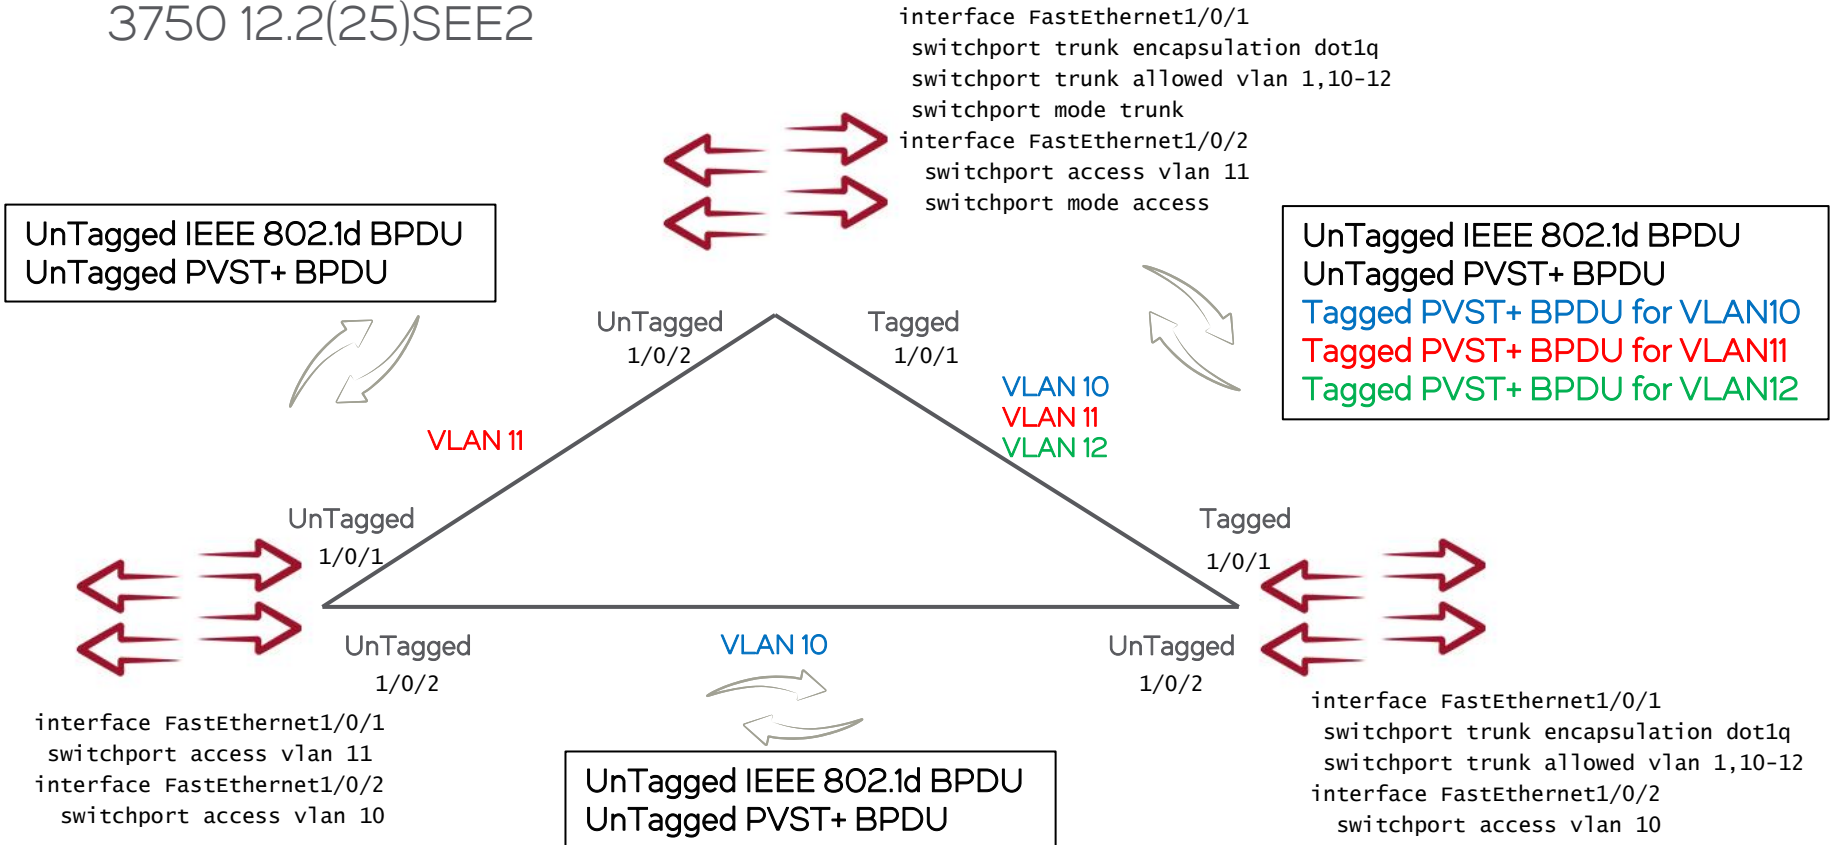 3750 12.2(25)SEE2
interface FastEthernet1/0/1
switchport trunk encapsulation dot1q
switchport trunk allowed vlan 1,10-12
switchport mode trunk
interface FastEthernet1/0/2
switchport access vlan 11
switchport mode access
UnTagged IEEE 802.1d BPDU
UnTagged PVST+ BPDU
UnTagged IEEE 802.1d BPDU
UnTagged PVST+ BPDU
Tagged PVST+ BPDU for VLAN10
Tagged PVST+ BPDU for VLAN11
Tagged PVST+ BPDU for VLAN12
UnTagged
1/0/2
Tagged
1/0/1
VLAN 10
VLAN 11
VLAN 12
VLAN 11
UnTagged
1/0/1
Tagged
1/0/1
UnTagged
1/0/2
VLAN 10
UnTagged
1/0/2
interface FastEthernet1/0/1
switchport access vlan 11
interface FastEthernet1/0/2
switchport access vlan 10
UnTagged IEEE 802.1d BPDU
UnTagged PVST+ BPDU
interface FastEthernet1/0/1
switchport trunk encapsulation dot1q
switchport trunk allowed vlan 1,10-12
interface FastEthernet1/0/2
switchport access vlan 10